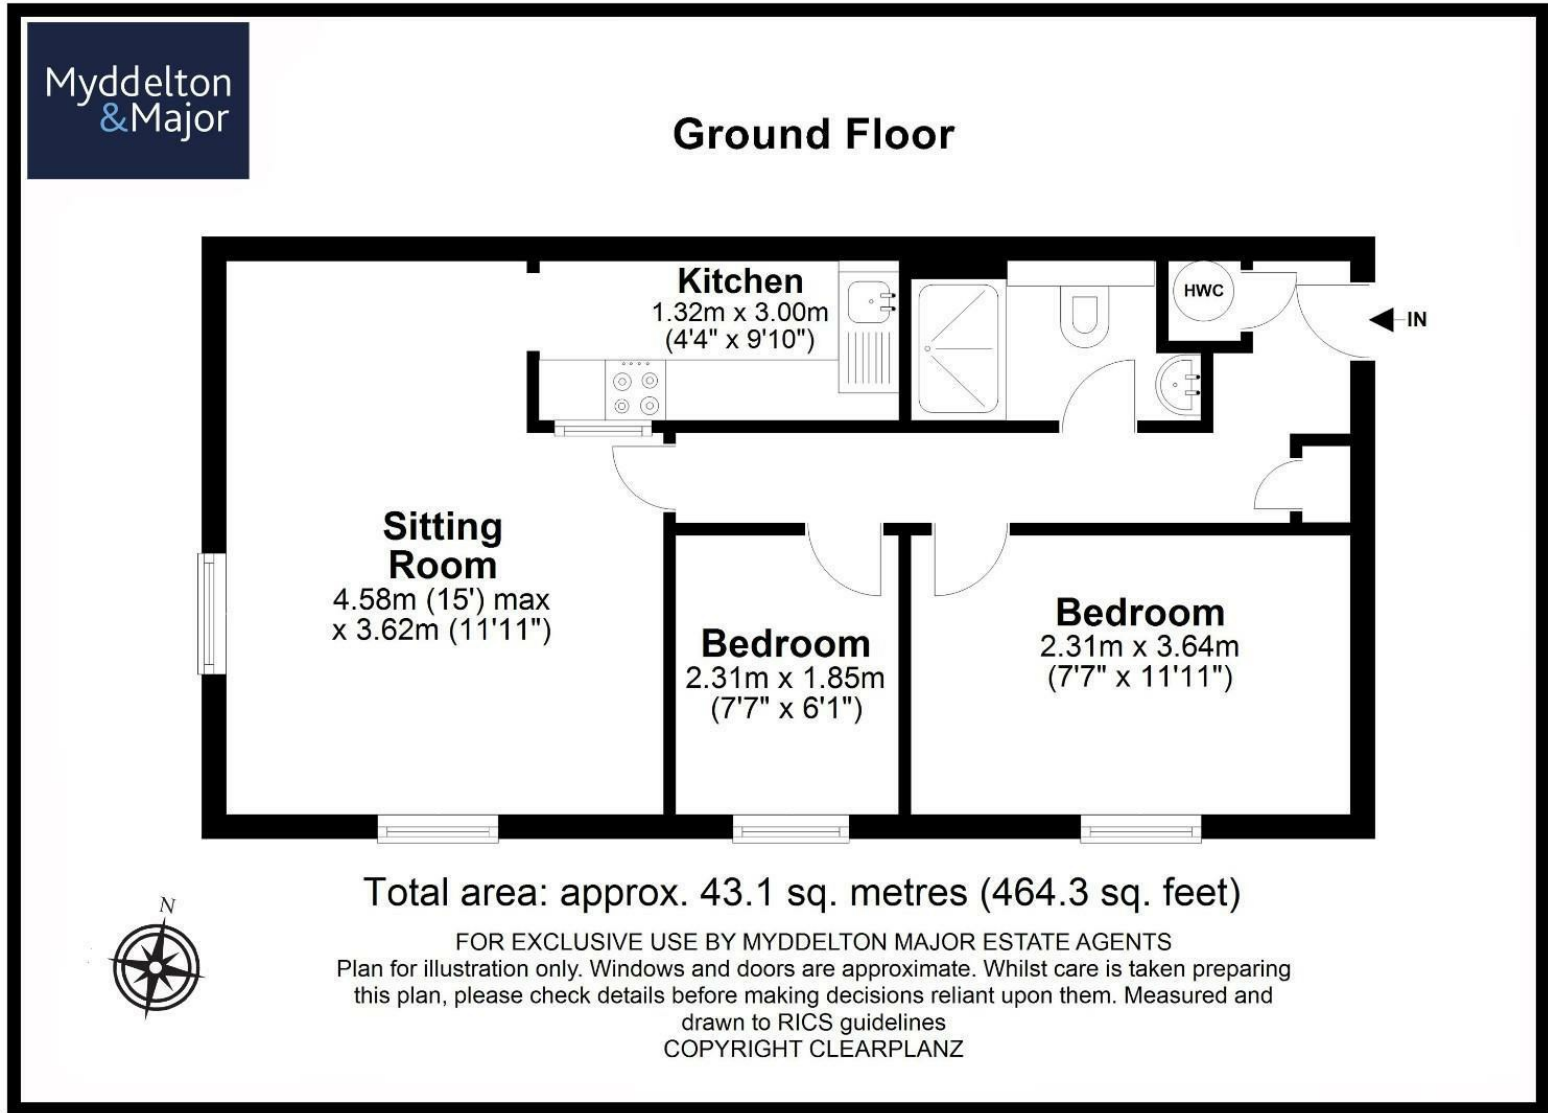 Myddelton
&Major
Ground Floor
Kitchen
1.32m x 3.00m
(4'4" x 9'10")
HWC
IN
Sitting
Room
4.58m (15') max
x 3.62m (11'11")
Bedroom
2.31m x 1.85m
(7'7" x 6'1")
Bedroom
2.31m x 3.64m
(7'7" x 11'11")
Total area: approx. 43.1 sq. metres (464.3 sq. feet)
N
FOR EXCLUSIVE USE BY MYDDELTON MAJOR ESTATE AGENTS
Plan for illustration only. Windows and doors are approximate. Whilst care is taken preparing
this plan, please check details before making decisions reliant upon them. Measured and
drawn to RICS guidelines
COPYRIGHT CLEARPLANZ